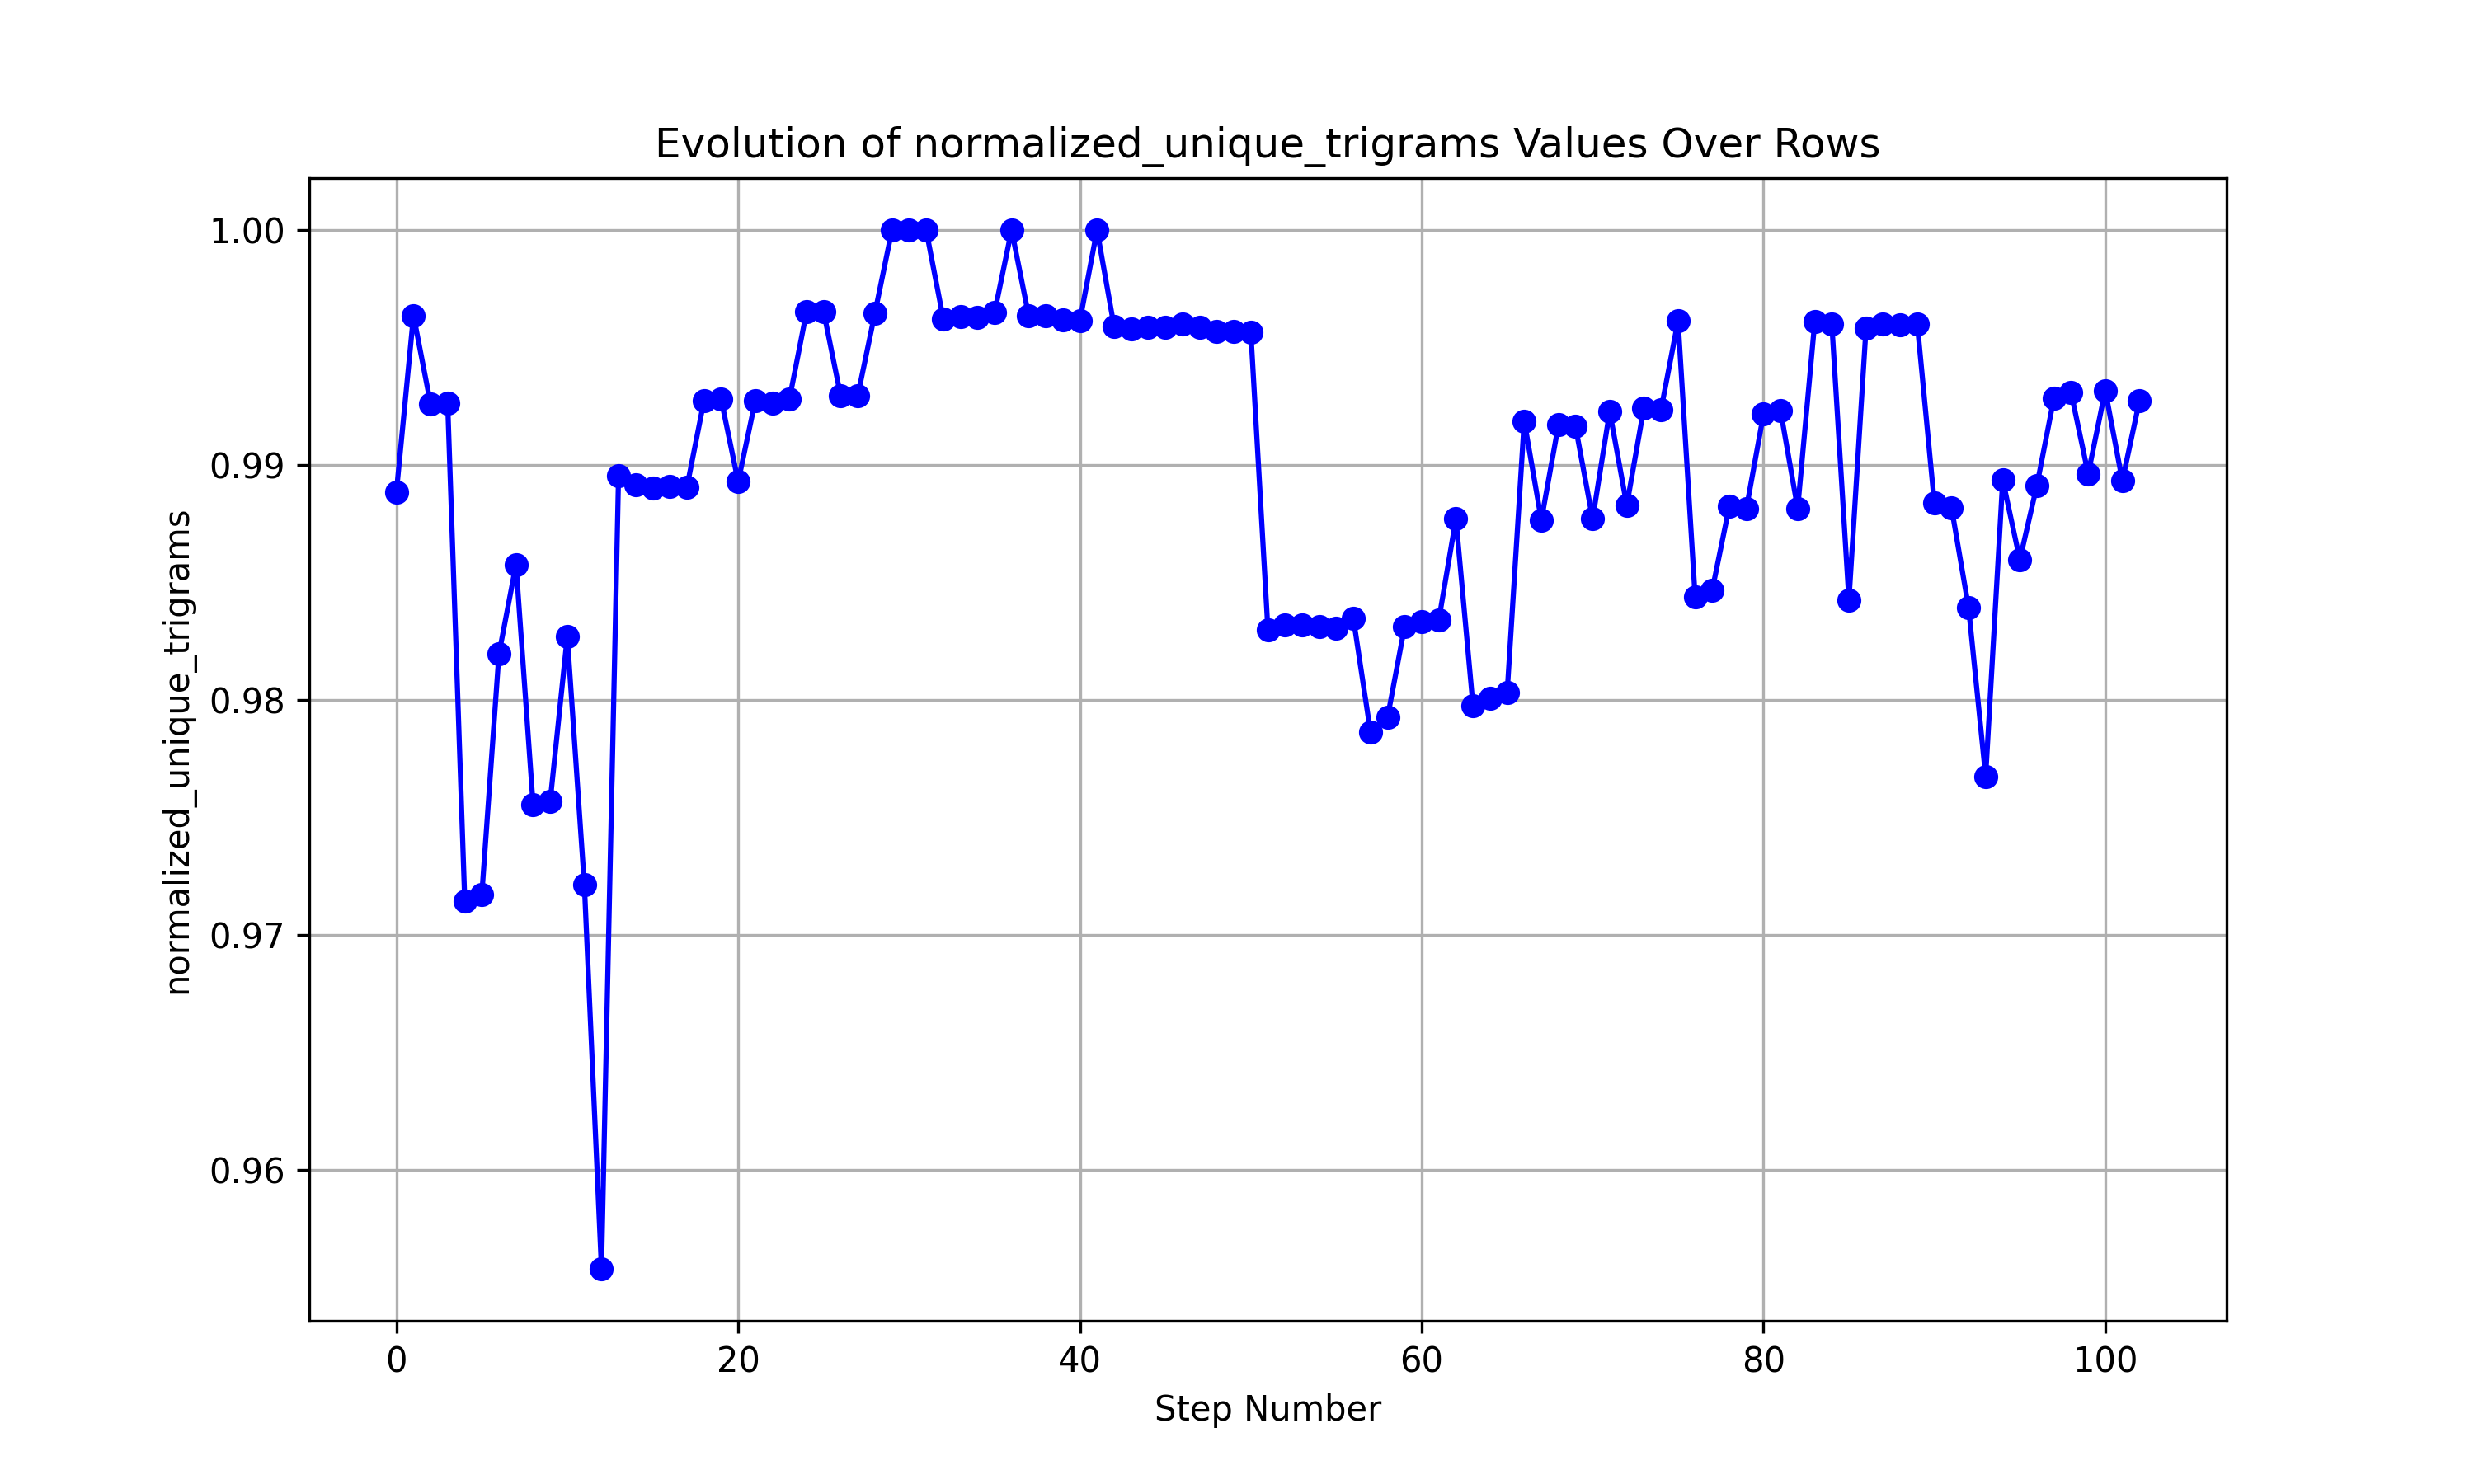 Evolution of normalized_unique_trigrams Values Over Rows
normalized_unique_trigrams
1.00
0.99
0.98
0.97
0.96
0 20 40 60 80 100
Step Number